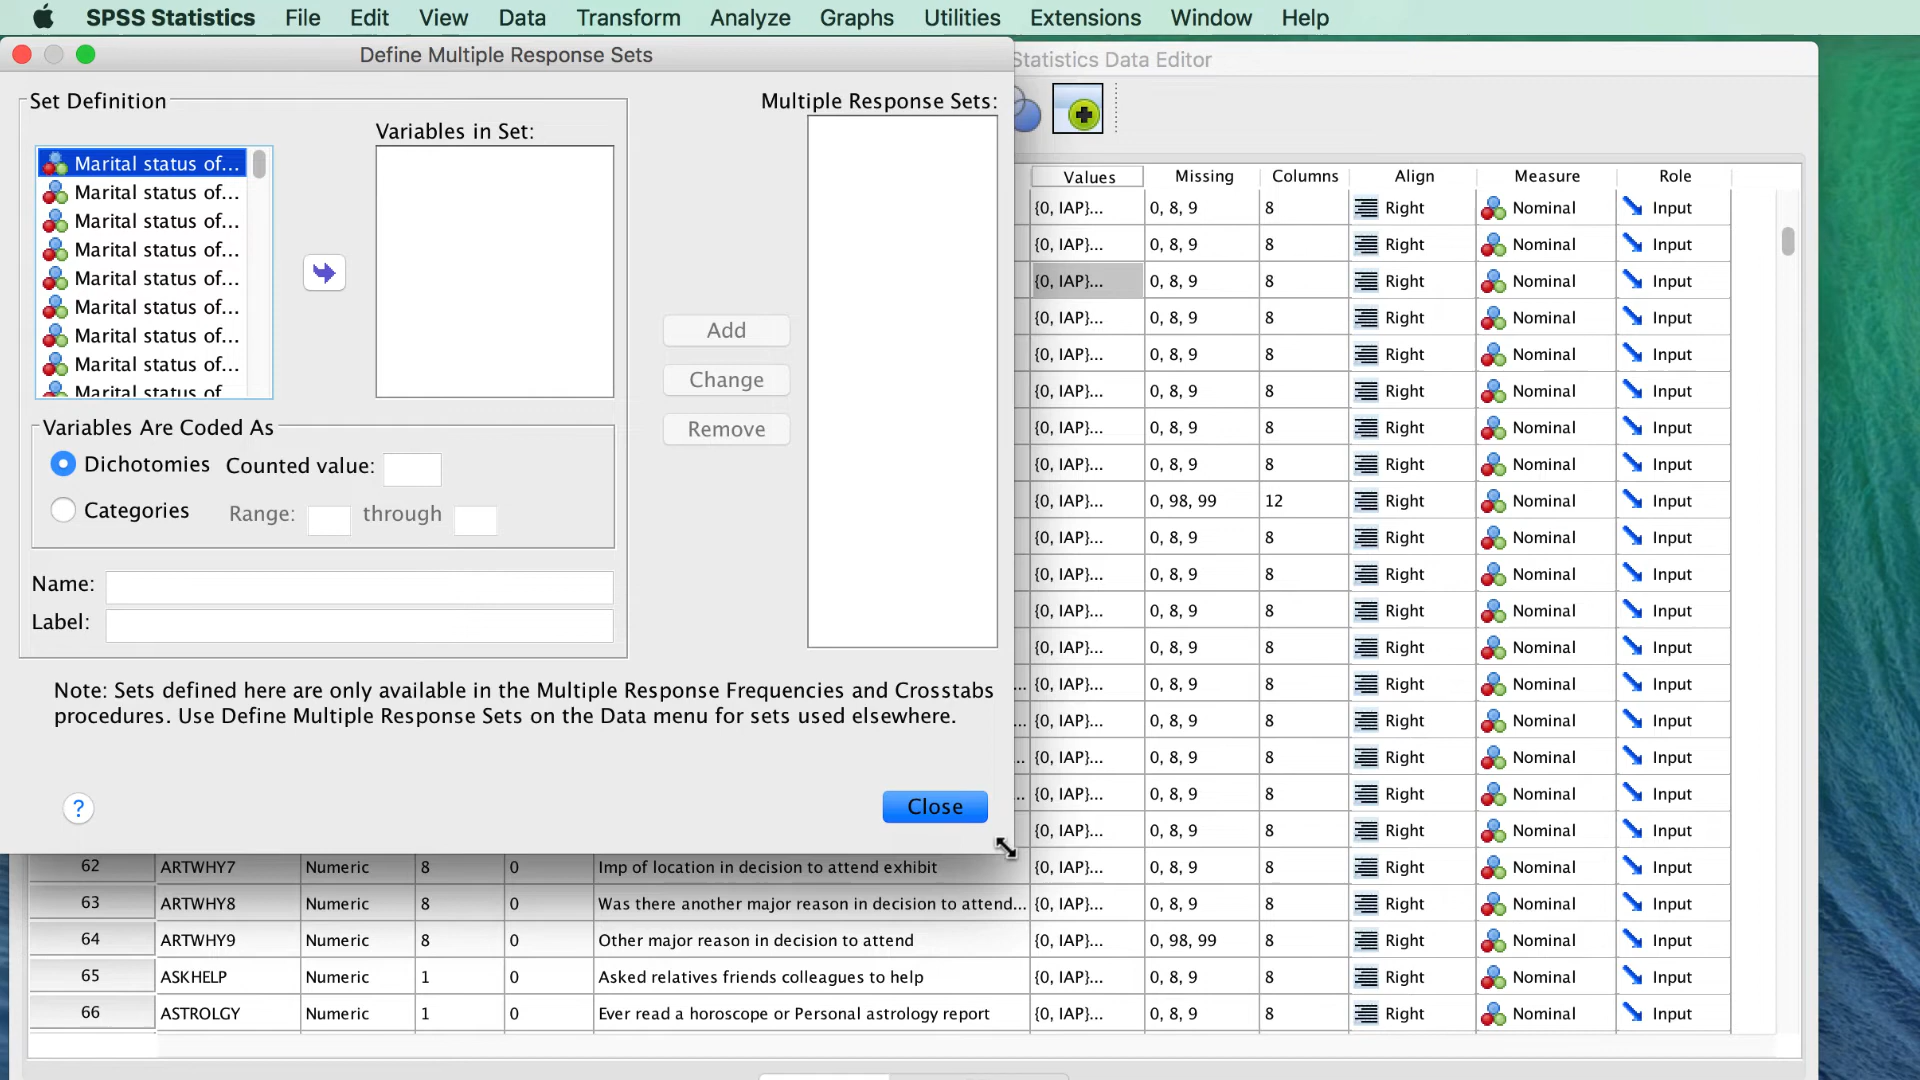 SPSS Statistics File Edit View Data Transform Analyze Graphs Utilities Extensions Window Help
Define Multiple Response Sets
Statistics Data Editor
Set Definition
Multiple Response Sets:
Variables in Set:
Marital status of...
Marital status of...
Marital status of...
Marital status of...
Marital status of...
Marital status of...
Marital status of...
Marital status of...
Marital status of...
Add
Change
Remove
Variables Are Coded As
Dichotomies Counted value:
Categories Range: through
Name:
Label:
Note: Sets defined here are only available in the Multiple Response Frequencies and Crosstabs
procedures. Use Define Multiple Response Sets on the Data menu for sets used elsewhere.
?
Close
Values Missing Columns Align Measure Role
{0, IAP}... 0, 8, 9 8 Right Nominal Input
{0, IAP}... 0, 8, 9 8 Right Nominal Input
{0, IAP}... 0, 8, 9 8 Right Nominal Input
{0, IAP}... 0, 8, 9 8 Right Nominal Input
{0, IAP}... 0, 8, 9 8 Right Nominal Input
{0, IAP}... 0, 8, 9 8 Right Nominal Input
{0, IAP}... 0, 8, 9 8 Right Nominal Input
{0, IAP}... 0, 8, 9 8 Right Nominal Input
{0, IAP}... 0, 98, 99 12 Right Nominal Input
{0, IAP}... 0, 8, 9 8 Right Nominal Input
{0, IAP}... 0, 8, 9 8 Right Nominal Input
{0, IAP}... 0, 8, 9 8 Right Nominal Input
{0, IAP}... 0, 8, 9 8 Right Nominal Input
... {0, IAP}... 0, 8, 9 8 Right Nominal Input
... {0, IAP}... 0, 8, 9 8 Right Nominal Input
.. {0, IAP}... 0, 8, 9 8 Right Nominal Input
.. {0, IAP}... 0, 8, 9 8 Right Nominal Input
{0, IAP}... 0, 8, 9 8 Right Nominal Input
62 ARTWHY7 Numeric 8 0 Imp of location in decision to attend exhibit {0, IAP}... 0, 8, 9 8 Right Nominal Input
63 ARTWHY8 Numeric 8 0 Was there another major reason in decision to attend... {0, IAP}... 0, 8, 9 8 Right Nominal Input
64 ARTWHY9 Numeric 8 0 Other major reason in decision to attend {0, IAP}... 0, 98, 99 8 Right Nominal Input
65 ASKHELP Numeric 1 0 Asked relatives friends colleagues to help {0, IAP}... 0, 8, 9 8 Right Nominal Input
66 ASTROLGY Numeric 1 0 Ever read a horoscope or Personal astrology report {0, IAP}... 0, 8, 9 8 Right Nominal Input